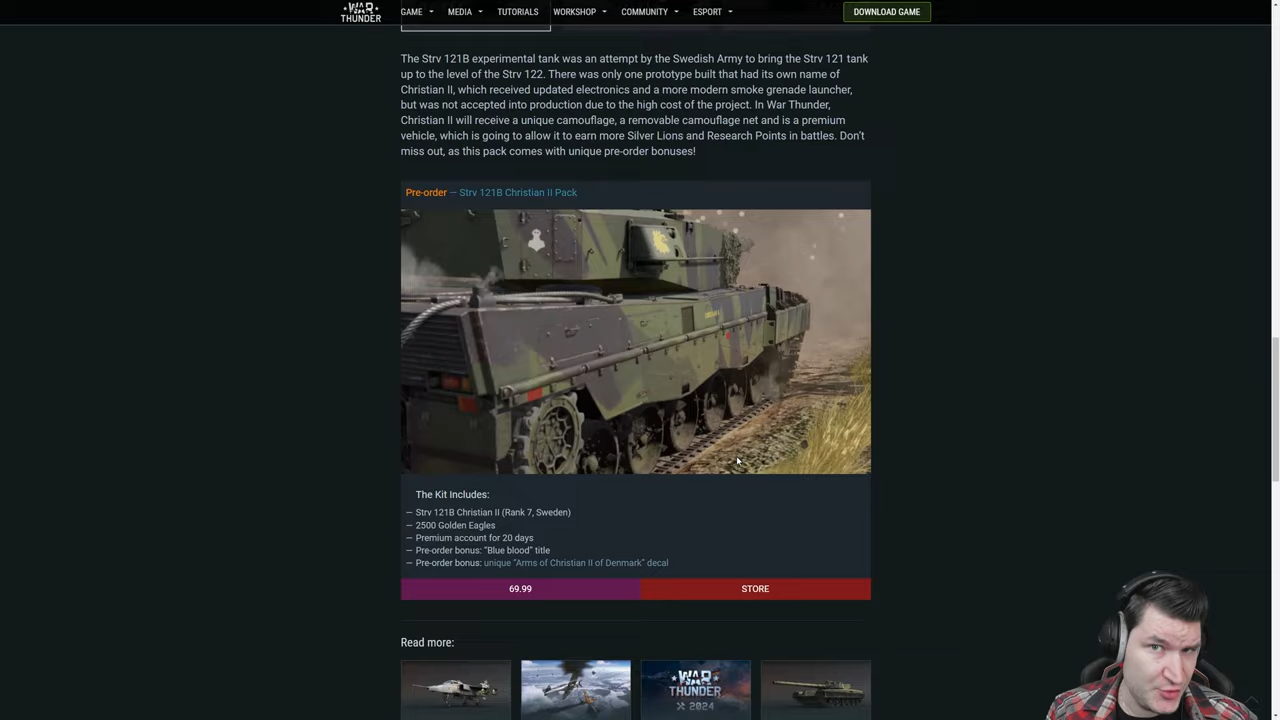 WAR THUNDER
GAME MEDIA TUTORIALS WORKSHOP COMMUNITY ESPORT DOWNLOAD GAME
The Strv 121B experimental tank was an attempt by the Swedish Army to bring the Strv 121 tank
up to the level of the Strv 122. There was only one prototype built that had its own name of
Christian II, which received updated electronics and a more modern smoke grenade launcher,
but was not accepted into production due to the high cost of the project. In War Thunder,
Christian II will receive a unique camouflage, a removable camouflage net and is a premium
vehicle, which is going to allow it to earn more Silver Lions and Research Points in battles. Don't
miss out, as this pack comes with unique pre-order bonuses!
Pre-order — Strv 121B Christian II Pack
The Kit Includes:
— Strv 121B Christian II (Rank 7, Sweden)
— 2500 Golden Eagles
— Premium account for 20 days
— Pre-order bonus: "Blue blood" title
— Pre-order bonus: unique "Arms of Christian II of Denmark" decal
69.99 STORE
Read more:
WAR THUNDER
2024